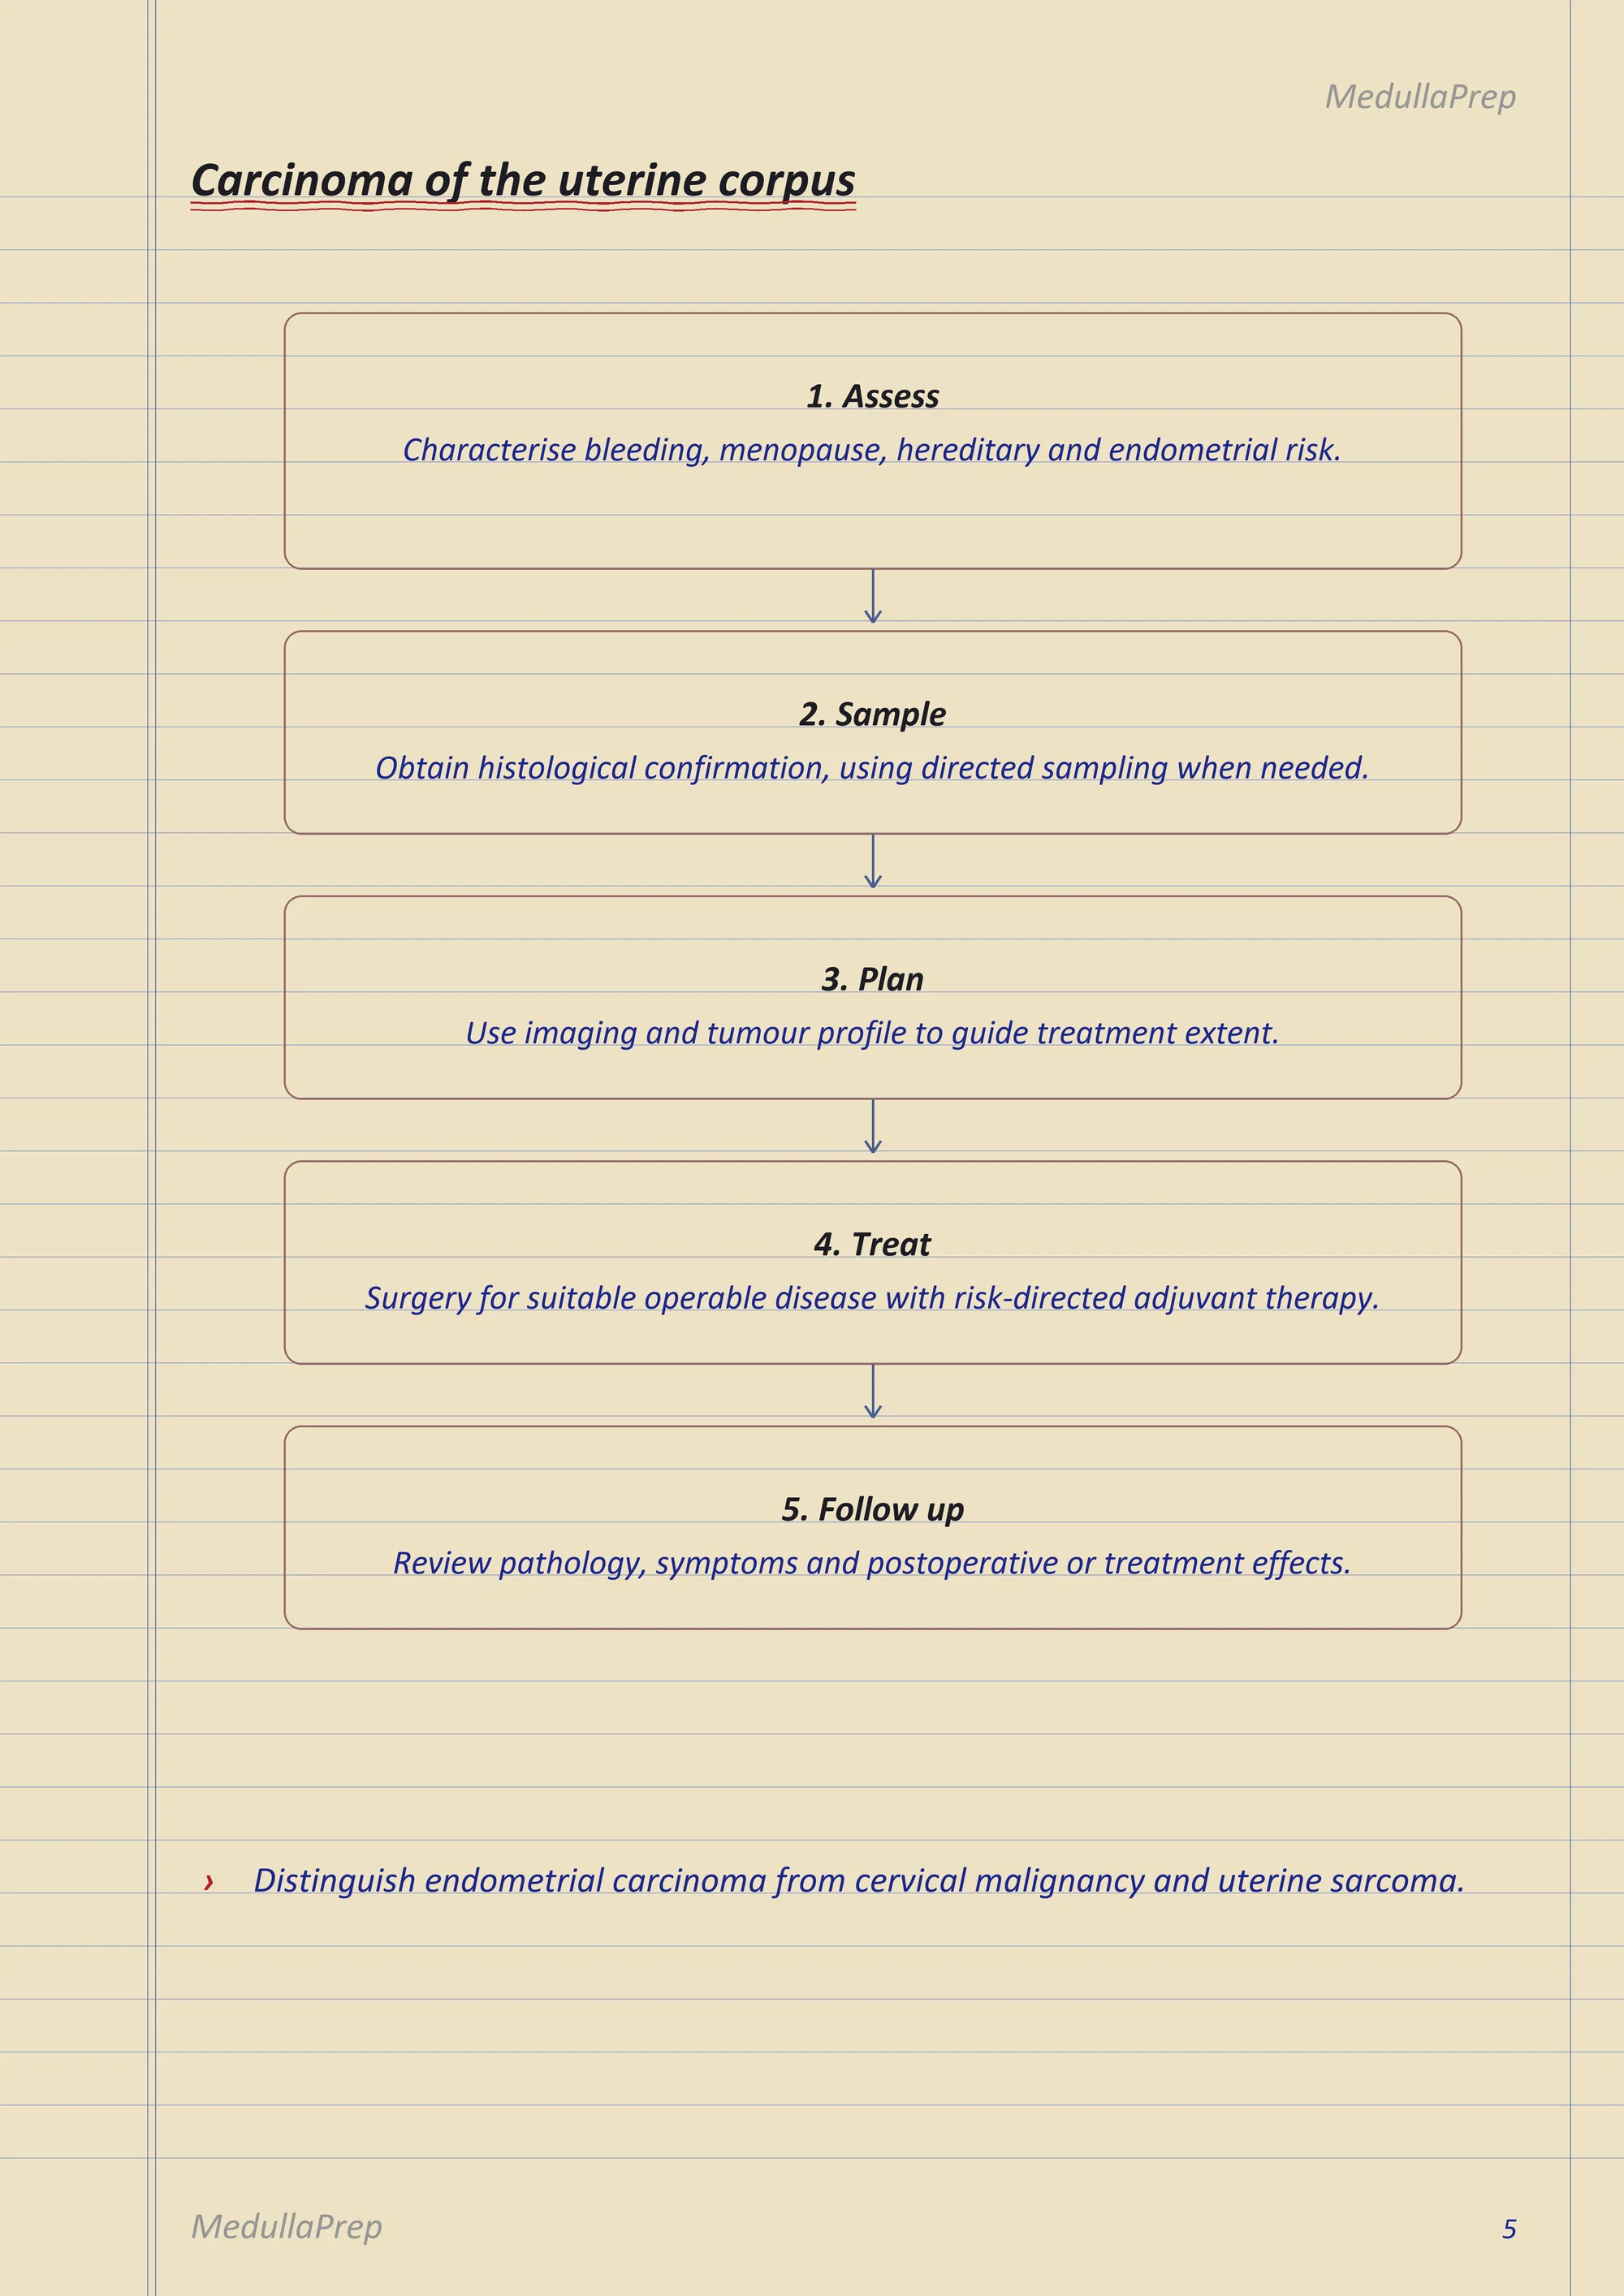 MedullaPrep
Carcinoma of the uterine corpus
1. Assess
Characterise bleeding, menopause, hereditary and endometrial risk.
2. Sample
Obtain histological confirmation, using directed sampling when needed.
3. Plan
Use imaging and tumour profile to guide treatment extent.
4. Treat
Surgery for suitable operable disease with risk-directed adjuvant therapy.
5. Follow up
Review pathology, symptoms and postoperative or treatment effects.
› Distinguish endometrial carcinoma from cervical malignancy and uterine sarcoma.
MedullaPrep
5